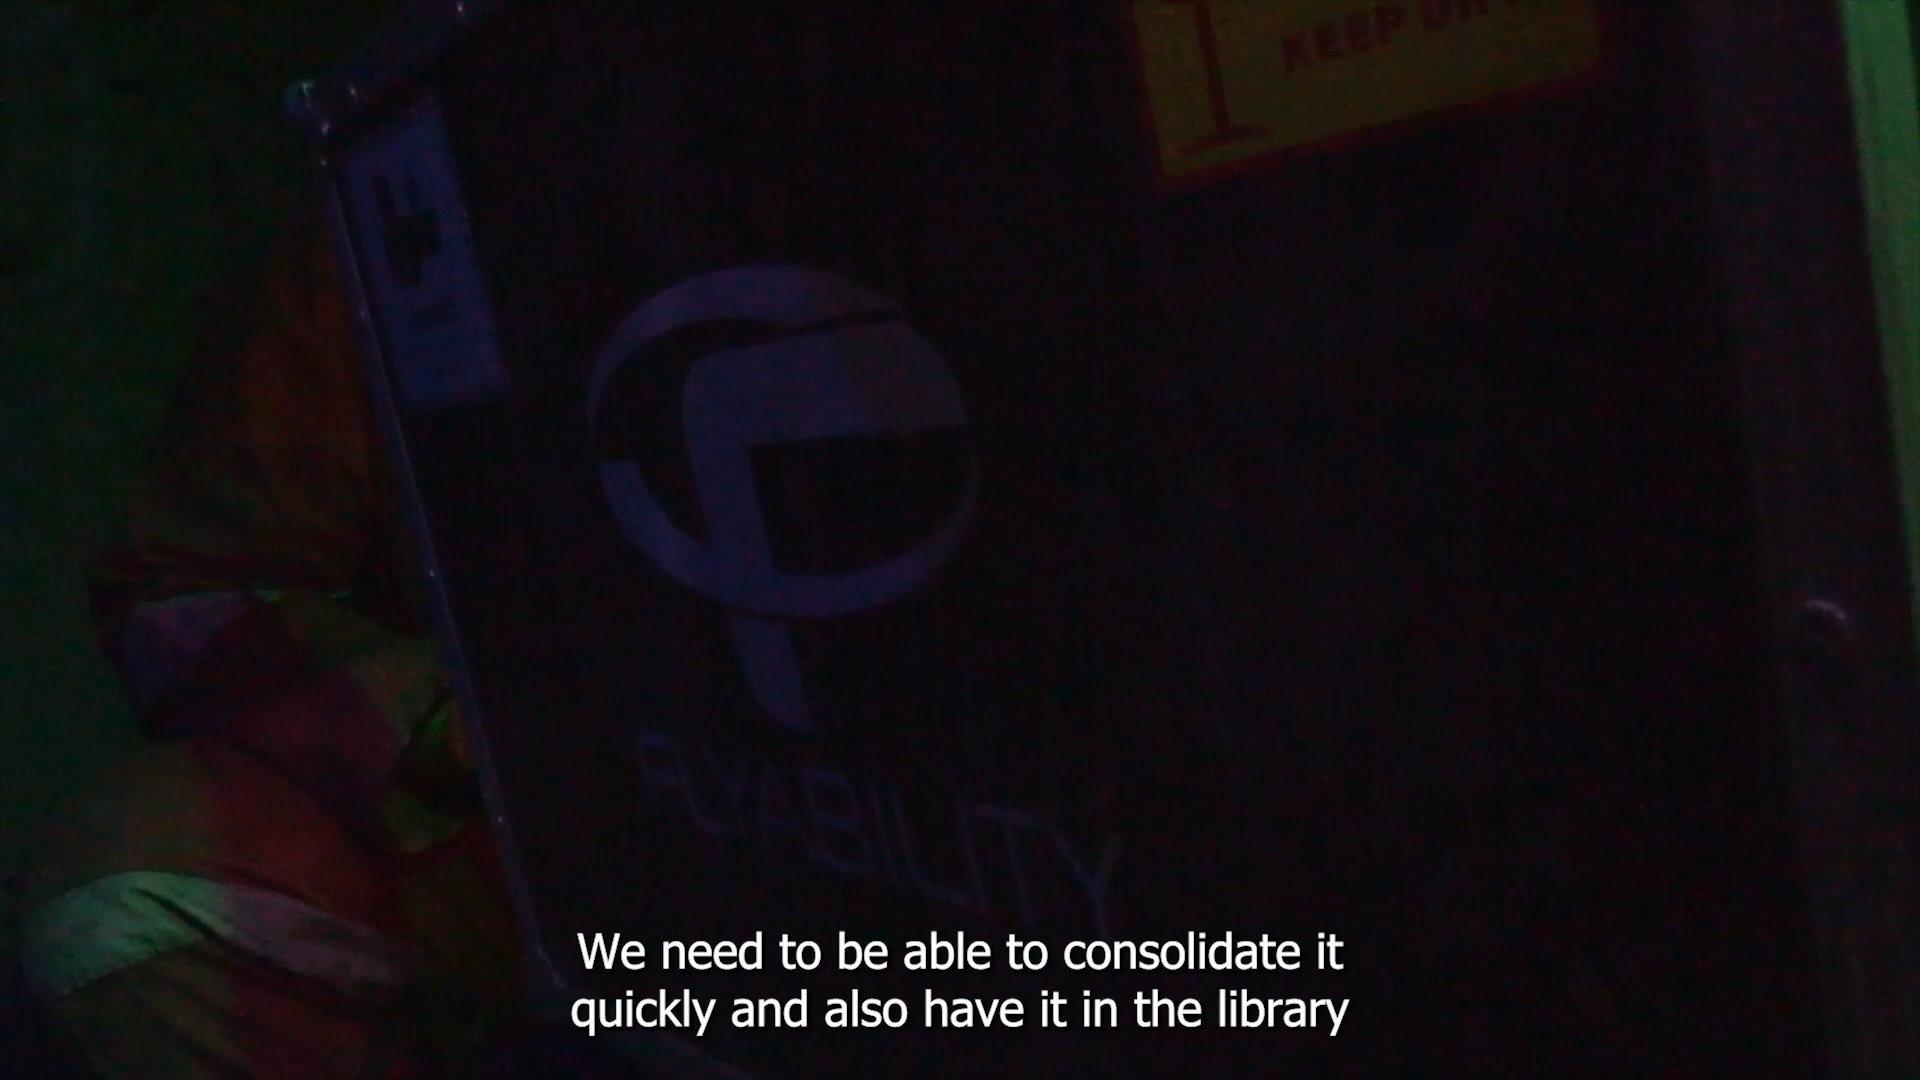 KEEP
FLYABILITY
We need to be able to consolidate it
quickly and also have it in the library